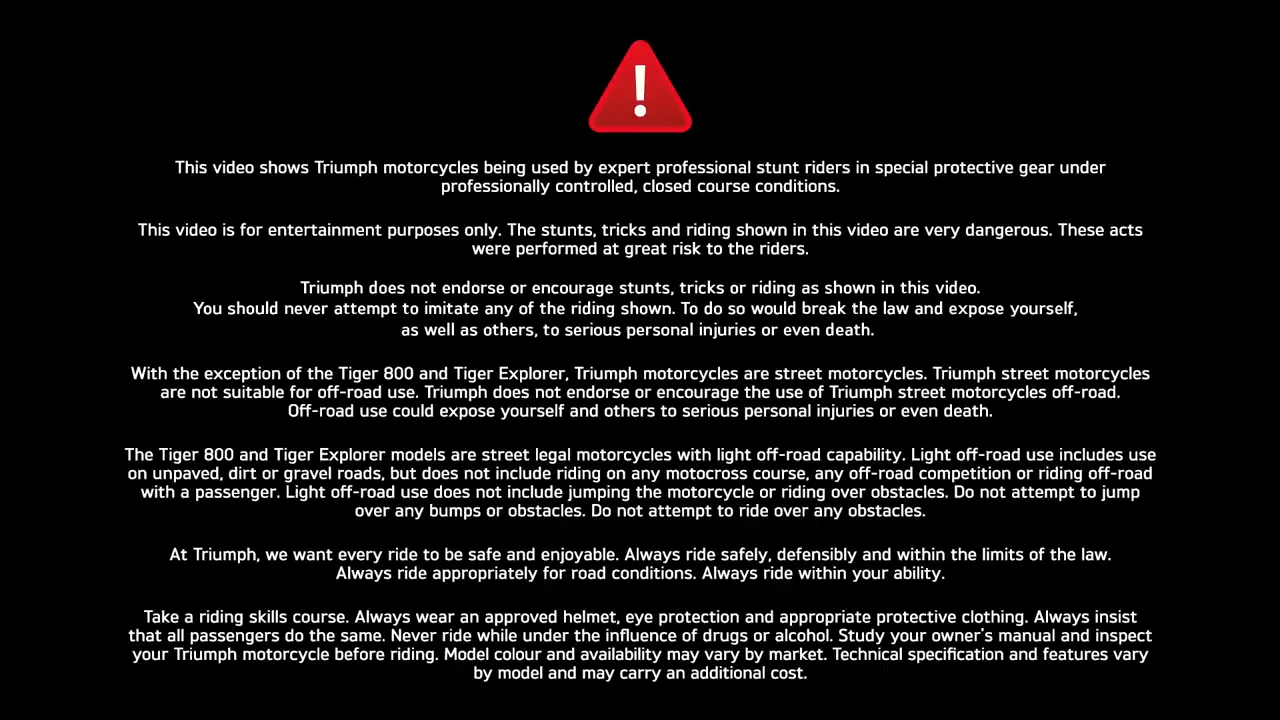 This video shows Triumph motorcycles being used by expert professional stunt riders in special protective gear under
professionally controlled, closed course conditions.
This video is for entertainment purposes only. The stunts, tricks and riding shown in this video are very dangerous. These acts
were performed at great risk to the riders.
Triumph does not endorse or encourage stunts, tricks or riding as shown in this video.
You should never attempt to imitate any of the riding shown. To do so would break the law and expose yourself,
as well as others, to serious personal injuries or even death.
With the exception of the Tiger 800 and Tiger Explorer, Triumph motorcycles are street motorcycles. Triumph street motorcycles
are not suitable for off-road use. Triumph does not endorse or encourage the use of Triumph street motorcycles off-road.
Off-road use could expose yourself and others to serious personal injuries or even death.
The Tiger 800 and Tiger Explorer models are street legal motorcycles with light off-road capability. Light off-road use includes use
on unpaved, dirt or gravel roads, but does not include riding on any motocross course, any off-road competition or riding off-road
with a passenger. Light off-road use does not include jumping the motorcycle or riding over obstacles. Do not attempt to jump
over any bumps or obstacles. Do not attempt to ride over any obstacles.
At Triumph, we want every ride to be safe and enjoyable. Always ride safely, defensibly and within the limits of the law.
Always ride appropriately for road conditions. Always ride within your ability.
Take a riding skills course. Always wear an approved helmet, eye protection and appropriate protective clothing. Always insist
that all passengers do the same. Never ride while under the influence of drugs or alcohol. Study your owner's manual and inspect
your Triumph motorcycle before riding. Model colour and availability may vary by market. Technical specification and features vary
by model and may carry an additional cost.